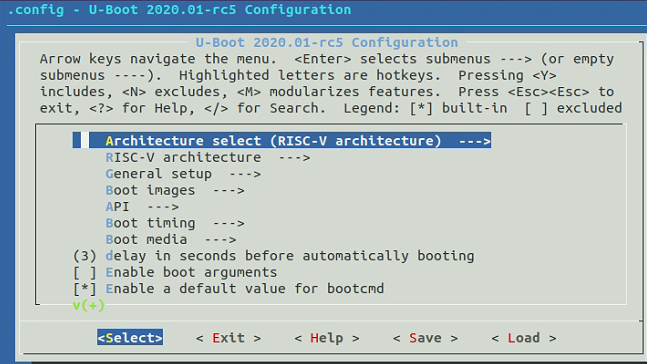 .config - U-Boot 2020.01-rc5 Configuration
U-Boot 2020.01-rc5 Configuration
Arrow keys navigate the menu.  <Enter> selects submenus ---> (or empty
submenus ----).  Highlighted letters are hotkeys.  Pressing <Y>
includes, <N> excludes, <M> modularizes features.  Press <Esc><Esc> to
exit, <?> for Help, </> for Search.  Legend: [*] built-in  [ ] excluded
Architecture select (RISC-V architecture)  --->
RISC-V architecture  --->
General setup  --->
Boot images  --->
API  --->
Boot timing  --->
Boot media  --->
(3) delay in seconds before automatically booting
[ ] Enable boot arguments
[*] Enable a default value for bootcmd
v(+)
<Select>    < Exit >    < Help >    < Save >    < Load >